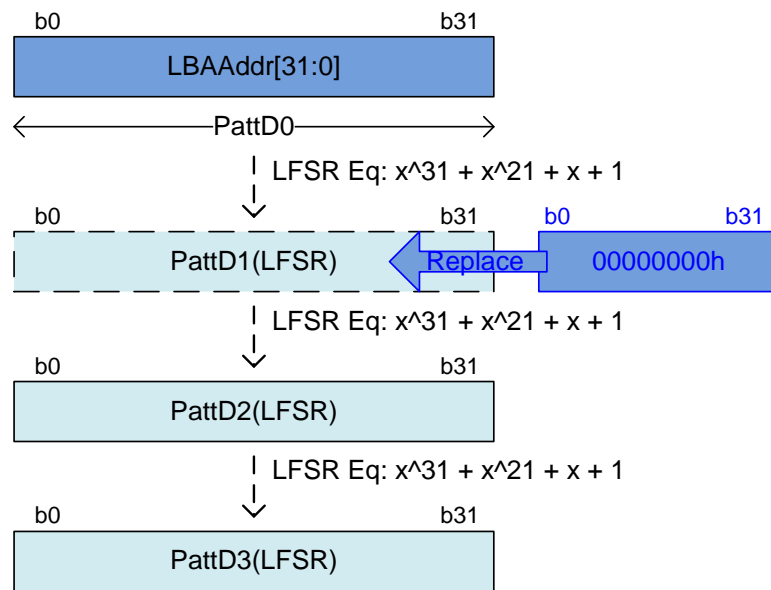 b0 b31
LBAAddr[31:0]
PattD0
LFSR Eq: x^31 + x^21 + x + 1
b0 b31 b0 b31
PattD1(LFSR) Replace 00000000h
LFSR Eq: x^31 + x^21 + x + 1
b0 b31
PattD2(LFSR)
LFSR Eq: x^31 + x^21 + x + 1
b0 b31
PattD3(LFSR)